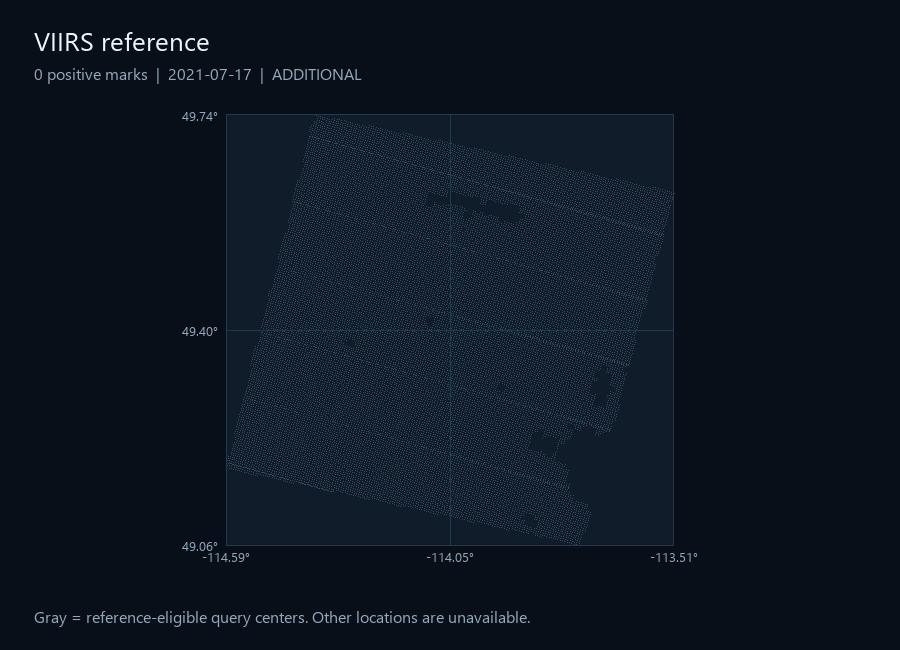 VIIRS reference
0 positive marks | 2021-07-17 | ADDITIONAL
49.74°
49.40°
49.06°
-114.59°
-114.05°
-113.51°
Gray = reference-eligible query centers. Other locations are unavailable.